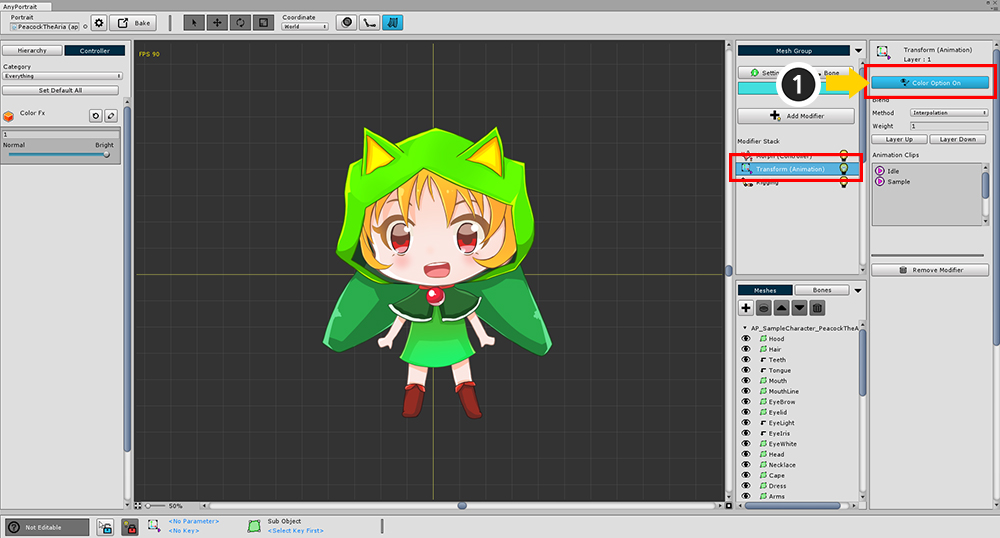 AnyPortrait
Portrait
PeacockTheAria (ap
Bake
Coordinate
World
Hierarchy
Controller
Category
Everything
Set Default All
Color Fx
1
Normal
Bright
FPS 90
Mesh Group
Bone
1
Add Modifier
Modifier Stack
Transform (Animation)
Rigging
Meshes
Bones
AP_SampleCharacter_PeacockTheA
Hood
Hair
Teeth
Tongue
Mouth
MouthLine
EyeBrow
Eyelid
EyeLight
EyeIris
EyeWhite
Head
Necklace
Cape
Dress
Arms
Transform (Animation)
Layer : 1
Color Option On
Blend
Method
Interpolation
Weight
1
Layer Up
Layer Down
Animation Clips
Idle
Sample
Remove Modifier
50%
Not Editable
<No Parameter>
<No Key>
Sub Object
<Select Key First>